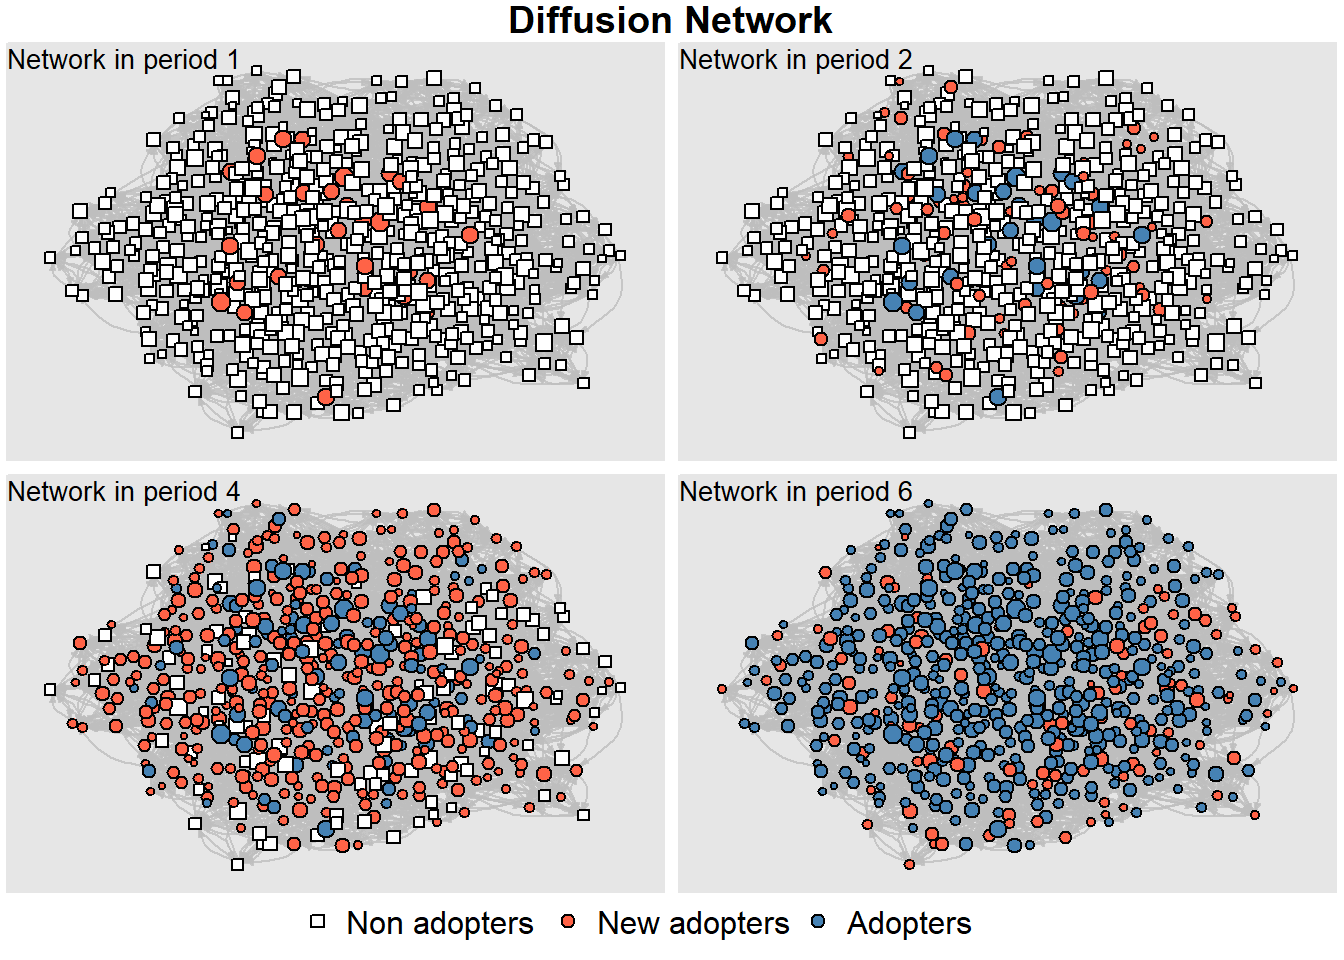 Diffusion Network
Network in period 1
Network in period 2
Network in period 4
Network in period 6
Non adopters
New adopters
Adopters